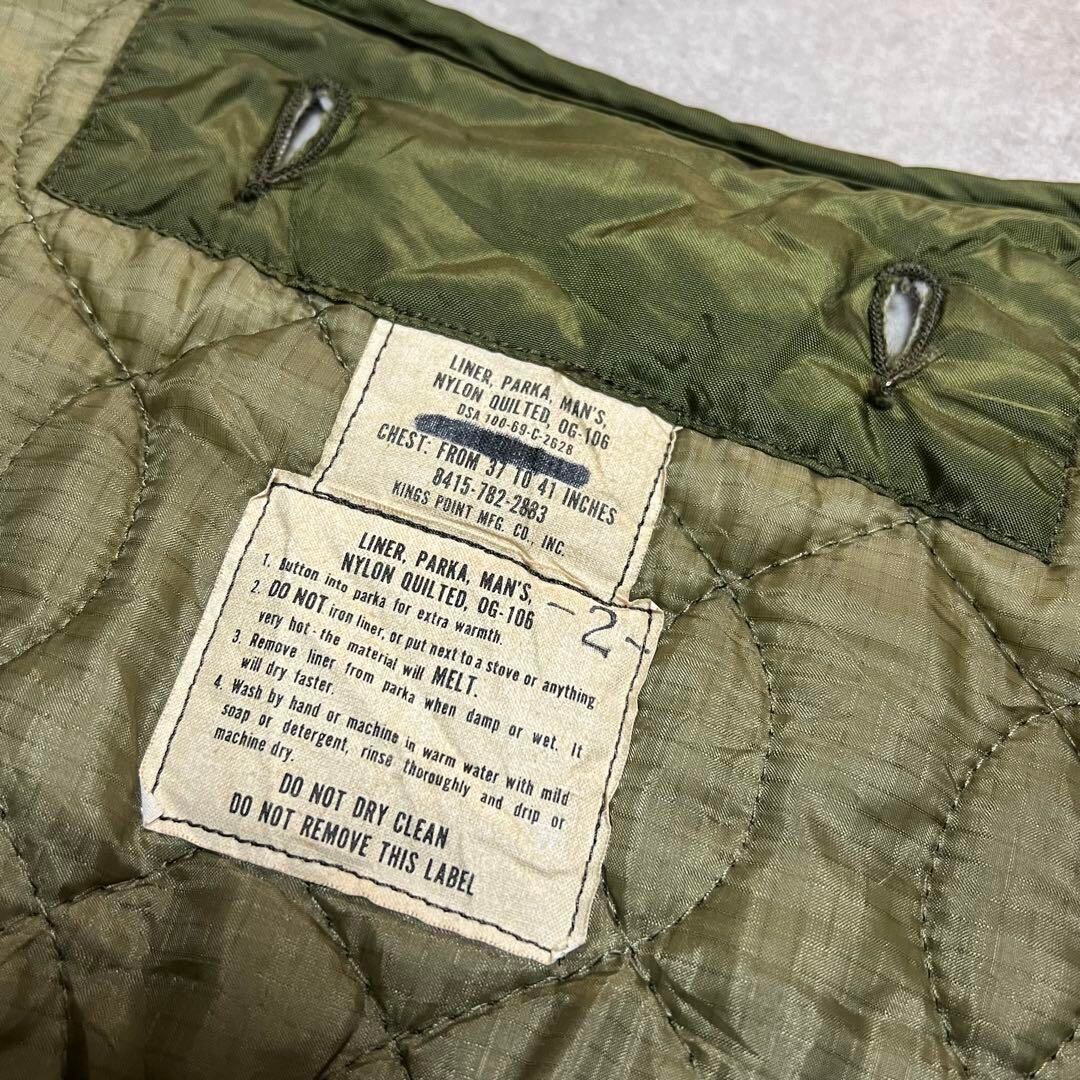 LINER, PARKA, MAN'S,
NYLON QUILTED, OG-106
DSA 100-69-C-2628
CHEST: FROM 37 TO 41 INCHES
8415-782-2883
KINGS POINT MFG. CO., INC.
LINER, PARKA, MAN'S,
NYLON QUILTED, OG-106
-2-
1. Button into parka for extra warmth.
2. DO NOT iron liner, or put next to a stove or anything
very hot - the material will MELT.
3. Remove liner from parka when damp or wet. It
will dry faster.
4. Wash by hand or machine in warm water with mild
soap or detergent, rinse thoroughly and drip or
machine dry.
DO NOT DRY CLEAN
DO NOT REMOVE THIS LABEL